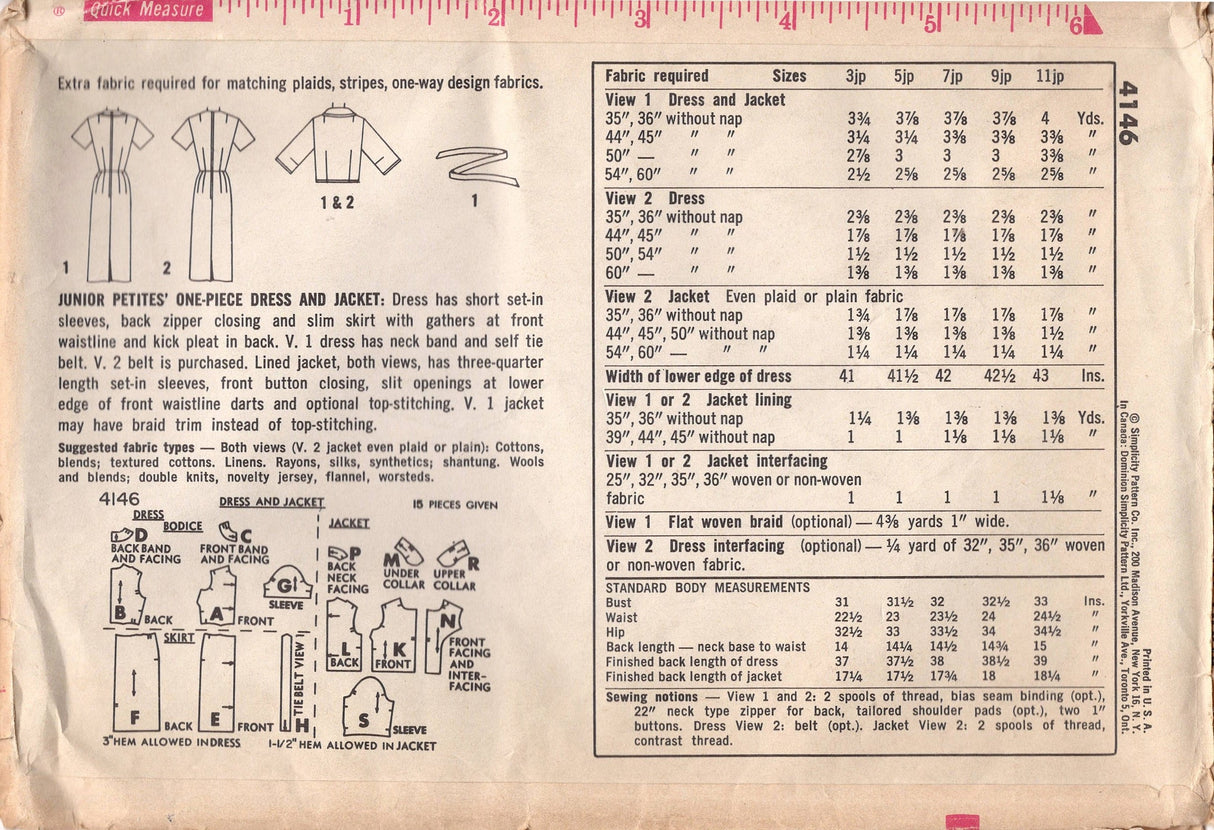 ® Quick Measure 1 2 3 4 5 6
Extra fabric required for matching plaids, stripes, one-way design fabrics.
1 2 1 & 2 1
JUNIOR PETITES' ONE-PIECE DRESS AND JACKET: Dress has short set-in
sleeves, back zipper closing and slim skirt with gathers at front
waistline and kick pleat in back. V. 1 dress has neck band and self tie
belt. V. 2 belt is purchased. Lined jacket, both views, has three-quarter
length set-in sleeves, front button closing, slit openings at lower
edge of front waistline darts and optional top-stitching. V. 1 jacket
may have braid trim instead of top-stitching.
Suggested fabric types — Both views (V. 2 jacket even plaid or plain): Cottons,
blends; textured cottons. Linens. Rayons, silks, synthetics; shantung. Wools
and blends; double knits, novelty jersey, flannel, worsteds.
4146 DRESS AND JACKET 15 PIECES GIVEN
DRESS
BODICE
D
BACK BAND
AND FACING
C
FRONT BAND
AND FACING
G
SLEEVE
B
BACK
A
FRONT
SKIRT
F
BACK
E
FRONT
TIE BELT VIEW 1
H
3" HEM ALLOWED IN DRESS
JACKET
P
BACK
NECK
FACING
M
UNDER
COLLAR
R
UPPER
COLLAR
L
BACK
K
FRONT
N
FRONT
FACING
AND
INTER-
FACING
S
SLEEVE
1-1/2" HEM ALLOWED IN JACKET
Fabric required Sizes 3jp 5jp 7jp 9jp 11jp
View 1 Dress and Jacket
35", 36" without nap 3¾ 3⅞ 3⅞ 3⅞ 4 Yds.
44", 45" " " 3¼ 3¼ 3⅜ 3⅜ 3⅜ "
50" — " " 2⅞ 3 3 3 3⅜ "
54", 60" " " 2½ 2⅝ 2⅝ 2⅝ 2⅝ "
View 2 Dress
35", 36" without nap 2⅜ 2⅜ 2⅜ 2⅜ 2⅜ "
44", 45" " " 1⅞ 1⅞ 1⅞ 1⅞ 1⅞ "
50", 54" " " 1½ 1½ 1½ 1½ 1½ "
60" — " " 1⅜ 1⅜ 1⅜ 1⅜ 1⅜ "
View 2 Jacket Even plaid or plain fabric
35", 36" without nap 1¾ 1⅞ 1⅞ 1⅞ 1⅞ "
44", 45", 50" without nap 1⅜ 1⅜ 1⅜ 1⅜ 1½ "
54", 60" — " " 1¼ 1¼ 1¼ 1¼ 1¼ "
Width of lower edge of dress 41 41½ 42 42½ 43 Ins.
View 1 or 2 Jacket lining
35", 36" without nap 1¼ 1⅜ 1⅜ 1⅜ 1⅜ Yds.
39", 44", 45" without nap 1 1 1⅛ 1⅛ 1⅛ "
View 1 or 2 Jacket interfacing
25", 32", 35", 36" woven or non-woven
fabric 1 1 1 1 1⅛ "
View 1 Flat woven braid (optional) — 4⅜ yards 1" wide.
View 2 Dress interfacing (optional) — ¼ yard of 32", 35", 36" woven
or non-woven fabric.
STANDARD BODY MEASUREMENTS
Bust 31 31½ 32 32½ 33 Ins.
Waist 22½ 23 23½ 24 24½ "
Hip 32½ 33 33½ 34 34½ "
Back length — neck base to waist 14 14¼ 14½ 14¾ 15 "
Finished back length of dress 37 37½ 38 38½ 39 "
Finished back length of jacket 17¼ 17½ 17¾ 18 18¼ "
Sewing notions — View 1 and 2: 2 spools of thread, bias seam binding (opt.),
22" neck type zipper for back, tailored shoulder pads (opt.), two 1"
buttons. Dress View 2: belt (opt.). Jacket View 2: 2 spools of thread,
contrast thread.
4146
Printed in U. S. A.
© Simplicity Pattern Co. Inc., 200 Madison Avenue, New York 16, N. Y.
In Canada: Dominion Simplicity Pattern Ltd., Yorkville Ave., Toronto 5, Ont.